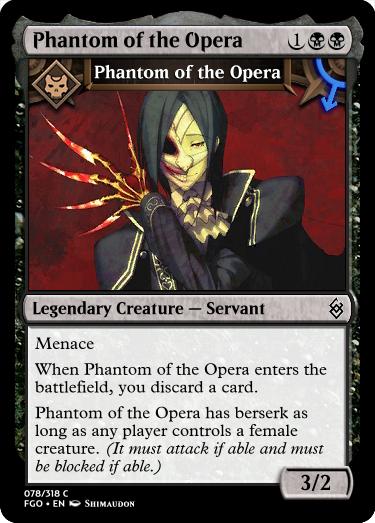 Phantom of the Opera 1
Phantom of the Opera
Legendary Creature — Servant
Menace
When Phantom of the Opera enters the
battlefield, you discard a card.
Phantom of the Opera has berserk as
long as any player controls a female
creature. (It must attack if able and must
be blocked if able.)
3/2
078/318 C
FGO • EN Shimaudon